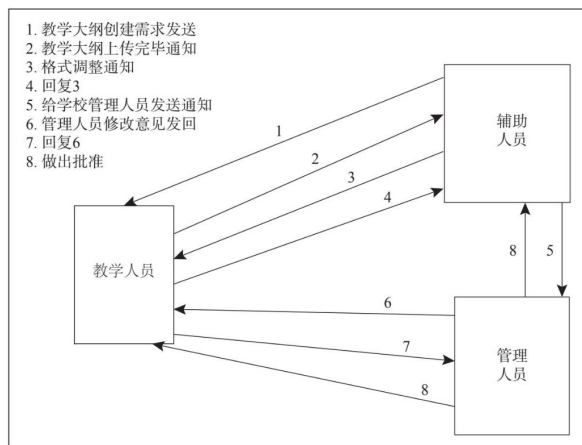 1. 教学大纲创建需求发送
2. 教学大纲上传完毕通知
3. 格式调整通知
4. 回复3
5. 给学校管理人员发送通知
6. 管理人员修改意见发回
7. 回复6
8. 做出批准
辅助
人员
1
2
3
4
教学人员
8
5
6
7
8
管理
人员